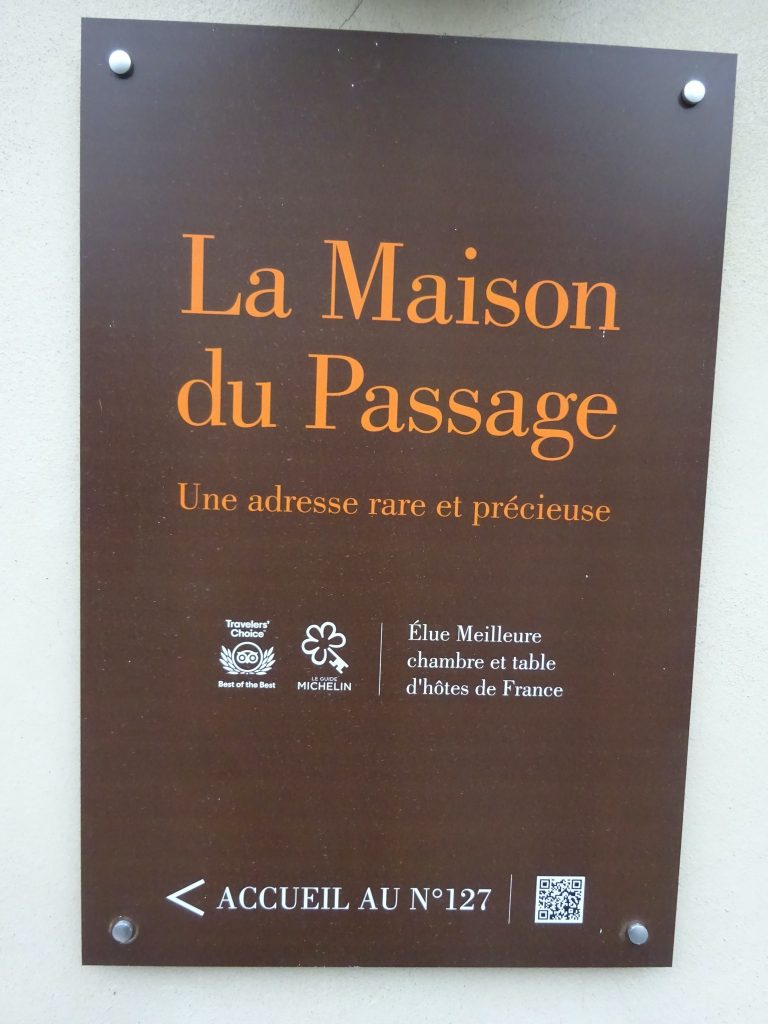 La Maison
du Passage
Une adresse rare et précieuse
Travelers'
Choice
Best of the Best
LE GUIDE
MICHELIN
Élue Meilleure
chambre et table
d'hôtes de France
< ACCUEIL AU N°127